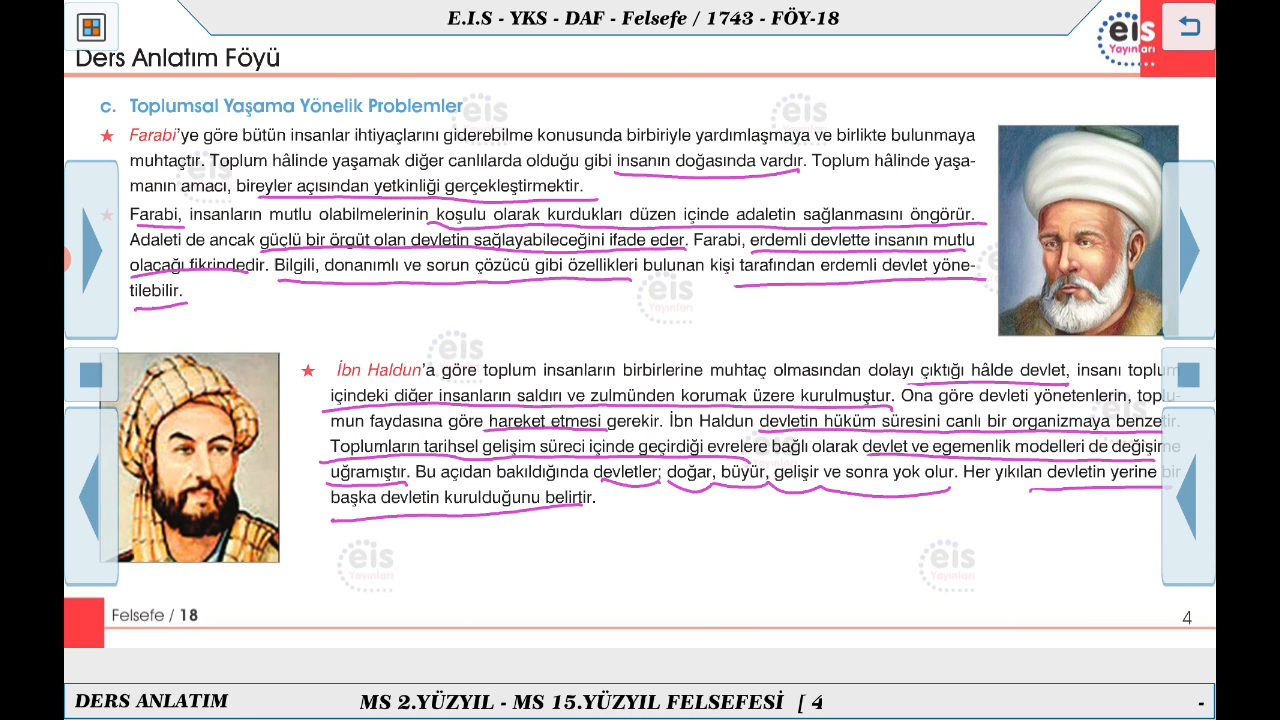 E.I.S - YKS - DAF - Felsefe / 1743 - FÖY-18
Ders Anlatım Föyü
eis
Yayınları
c. Toplumsal Yaşama Yönelik Problemler
★ Farabi'ye göre bütün insanlar ihtiyaçlarını giderebilme konusunda birbiriyle yardımlaşmaya ve birlikte bulunmaya
muhtaçtır. Toplum hâlinde yaşamak diğer canlılarda olduğu gibi insanın doğasında vardır. Toplum hâlinde yaşa-
manın amacı, bireyler açısından yetkinliği gerçekleştirmektir.
★ Farabi, insanların mutlu olabilmelerinin koşulu olarak kurdukları düzen içinde adaletin sağlanmasını öngörür.
Adaleti de ancak güçlü bir örgüt olan devletin sağlayabileceğini ifade eder. Farabi, erdemli devlette insanın mutlu
olacağı fikrindedir. Bilgili, donanımlı ve sorun çözücü gibi özellikleri bulunan kişi tarafından erdemli devlet yöne-
tilebilir.
★ İbn Haldun'a göre toplum insanların birbirlerine muhtaç olmasından dolayı çıktığı hâlde devlet, insanı toplum
içindeki diğer insanların saldırı ve zulmünden korumak üzere kurulmuştur. Ona göre devleti yönetenlerin, toplu-
mun faydasına göre hareket etmesi gerekir. İbn Haldun devletin hüküm süresini canlı bir organizmaya benzetir.
Toplumların tarihsel gelişim süreci içinde geçirdiği evrelere bağlı olarak devlet ve egemenlik modelleri de değişime
uğramıştır. Bu açıdan bakıldığında devletler; doğar, büyür, gelişir ve sonra yok olur. Her yıkılan devletin yerine bir
başka devletin kurulduğunu belirtir.
Felsefe / 18
4
DERS ANLATIM
MS 2.YÜZYIL - MS 15.YÜZYIL FELSEFESİ [ 4
-